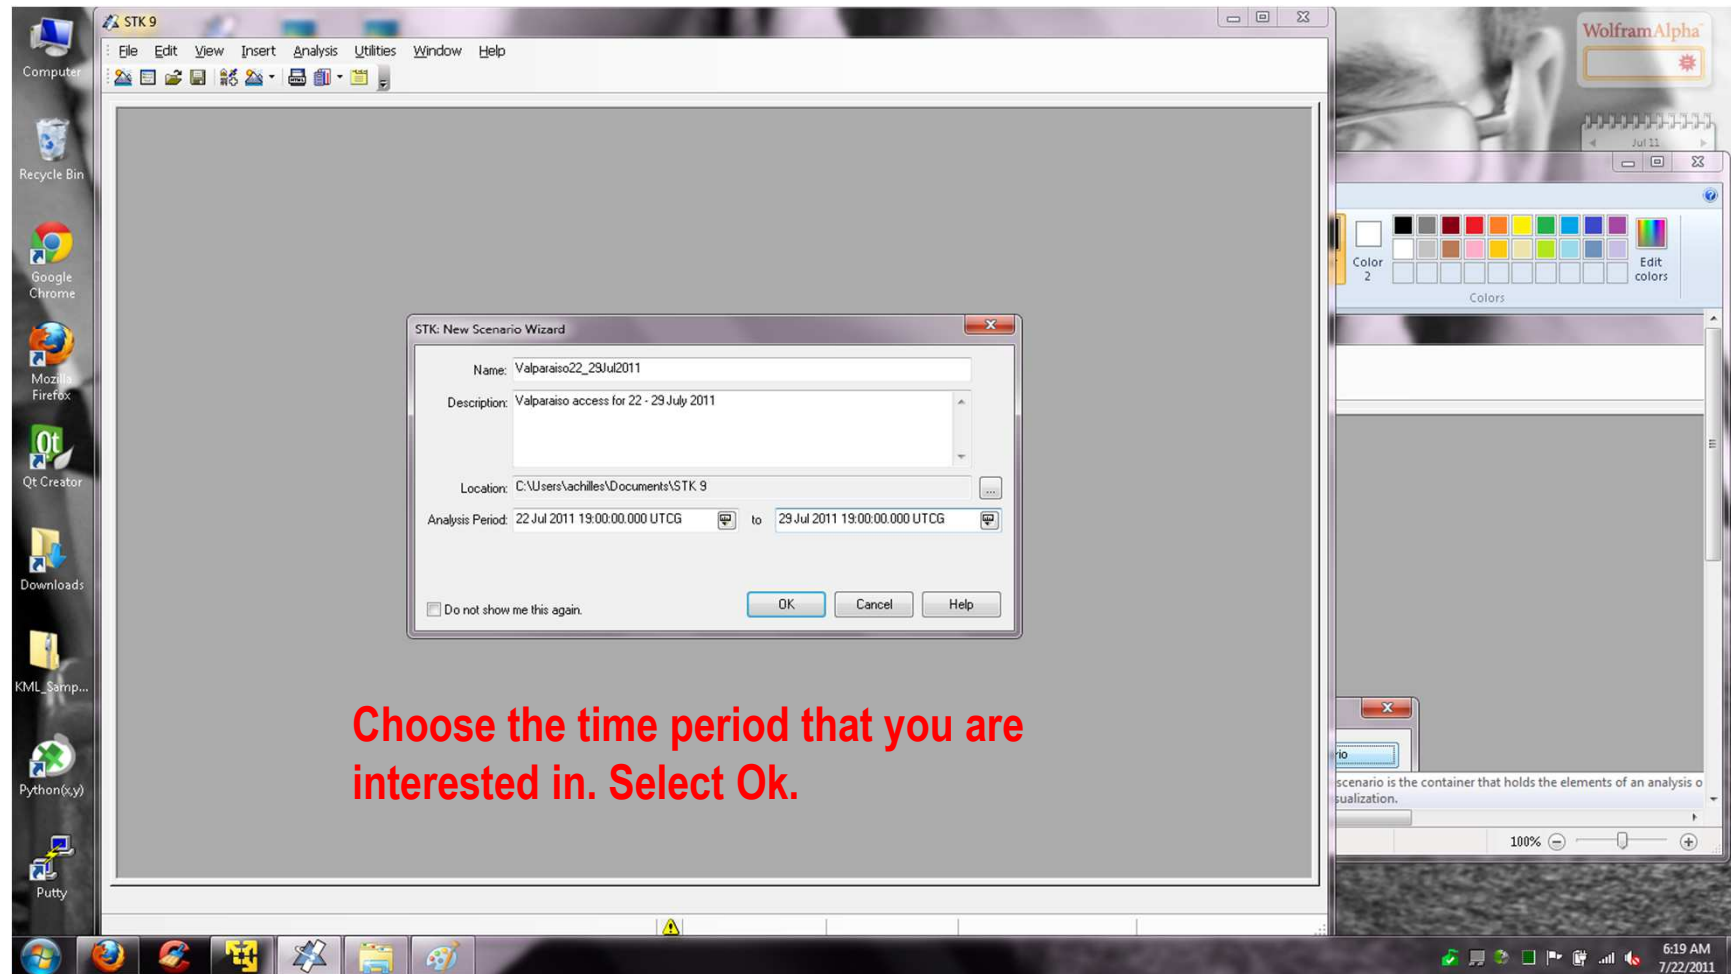 STK 9
File Edit View Insert Analysis Utilities Window Help
Computer
Recycle Bin
Google
Chrome
Mozilla
Firefox
Qt
Qt Creator
Downloads
KML_Samp...
Python(x,y)
Putty
STK: New Scenario Wizard
Name: Valparaiso22_29Jul2011
Description: Valparaiso access for 22 - 29 July 2011
Location: C:\Users\achilles\Documents\STK 9
...
Analysis Period: 22 Jul 2011 19:00:00.000 UTCG to 29 Jul 2011 19:00:00.000 UTCG
Do not show me this again.
OK Cancel Help
Choose the time period that you are
interested in. Select Ok.
WolframAlpha
Jul 11
Color
2
Edit
colors
Colors
rio
scenario is the container that holds the elements of an analysis o
sualization.
100%
6:19 AM
7/22/2011